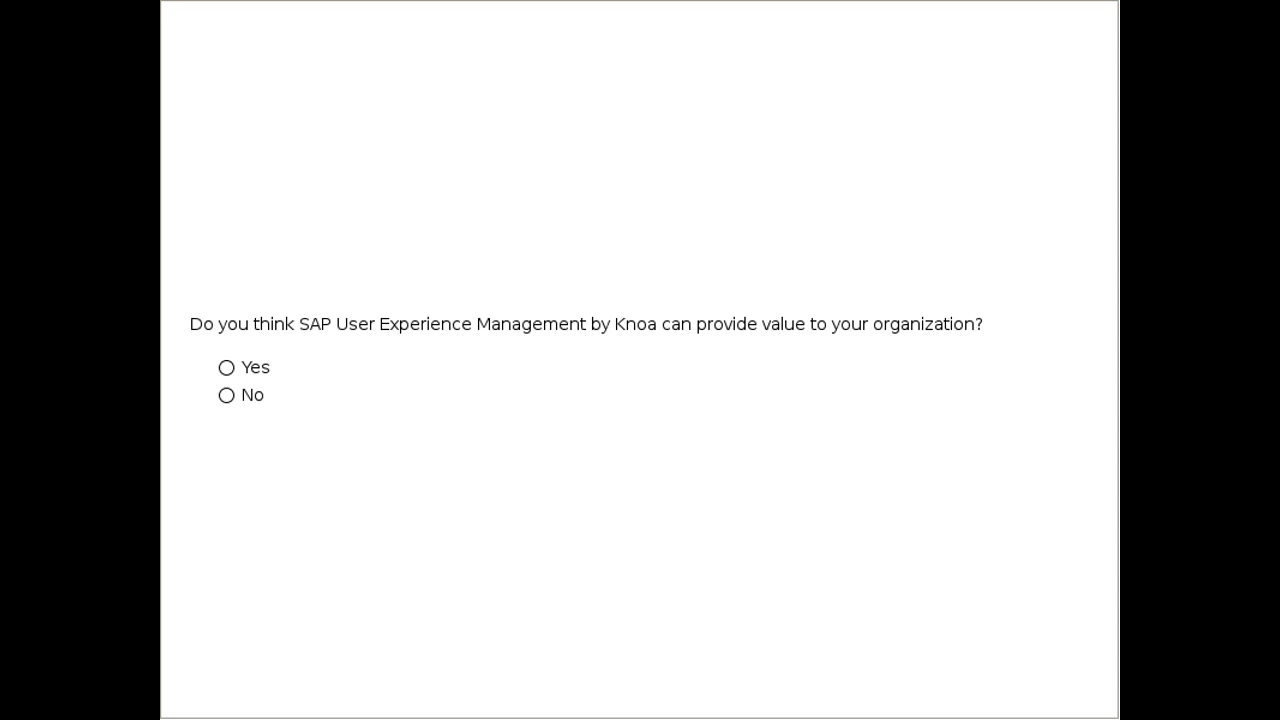 Do you think SAP User Experience Management by Knoa can provide value to your organization?
Yes
No